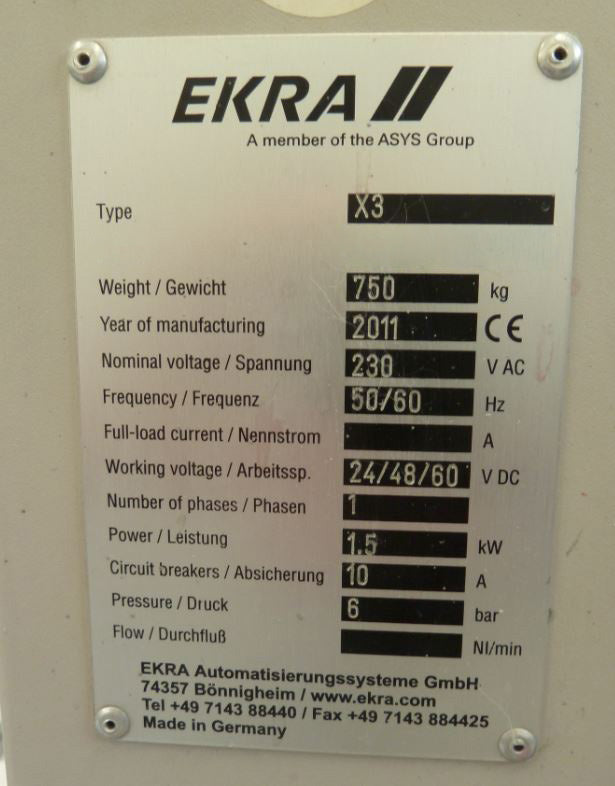 EKRA
A member of the ASYS Group
Type X3
Weight / Gewicht 750 kg
Year of manufacturing 2011 CE
Nominal voltage / Spannung 230 V AC
Frequency / Frequenz 50/60 Hz
Full-load current / Nennstrom A
Working voltage / Arbeitssp. 24/48/60 V DC
Number of phases / Phasen 1
Power / Leistung 1.5 kW
Circuit breakers / Absicherung 10 A
Pressure / Druck 6 bar
Flow / Durchfluß Nl/min
EKRA Automatisierungssysteme GmbH
74357 Bönnigheim / www.ekra.com
Tel +49 7143 88440 / Fax +49 7143 884425
Made in Germany